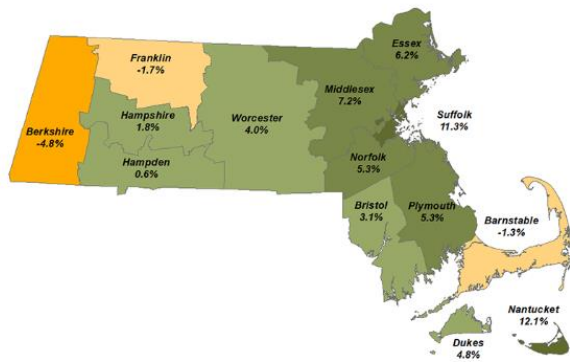 Essex
6.2%
Franklin
-1.7%
Middlesex
7.2%
Suffolk
11.3%
Hampshire
1.8%
Worcester
4.0%
Berkshire
-4.8%
Hampden
0.6%
Norfolk
5.3%
Bristol
3.1%
Plymouth
5.3%
Barnstable
-1.3%
Nantucket
12.1%
Dukes
4.8%